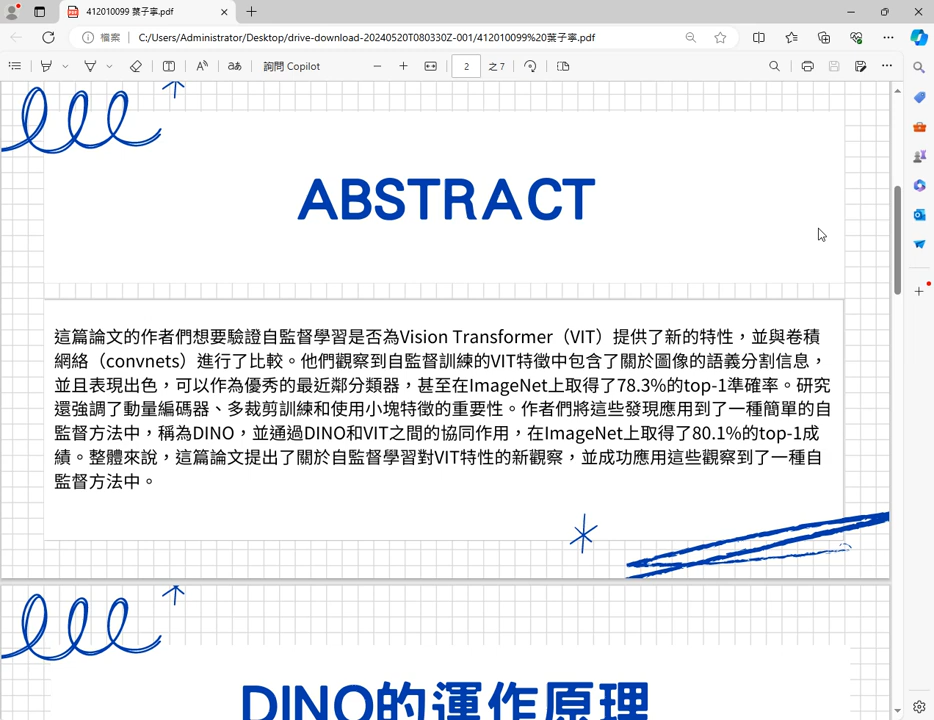 412010099 葉子寧.pdf
檔案
C:/Users/Administrator/Desktop/drive-download-20240520T080330Z-001/412010099%20葉子寧.pdf
詢問 Copilot
2
之 7
ABSTRACT
這篇論文的作者們想要驗證自監督學習是否為Vision Transformer（VIT）提供了新的特性，並與卷積
網絡（convnets）進行了比較。他們觀察到自監督訓練的VIT特徵中包含了關於圖像的語義分割信息，
並且表現出色，可以作為優秀的最近鄰分類器，甚至在ImageNet上取得了78.3%的top-1準確率。研究
還強調了動量編碼器、多裁剪訓練和使用小塊特徵的重要性。作者們將這些發現應用到了一種簡單的自
監督方法中，稱為DINO，並通過DINO和VIT之間的協同作用，在ImageNet上取得了80.1%的top-1成
績。整體來說，這篇論文提出了關於自監督學習對VIT特性的新觀察，並成功應用這些觀察到了一種自
監督方法中。
DINO的運作原理